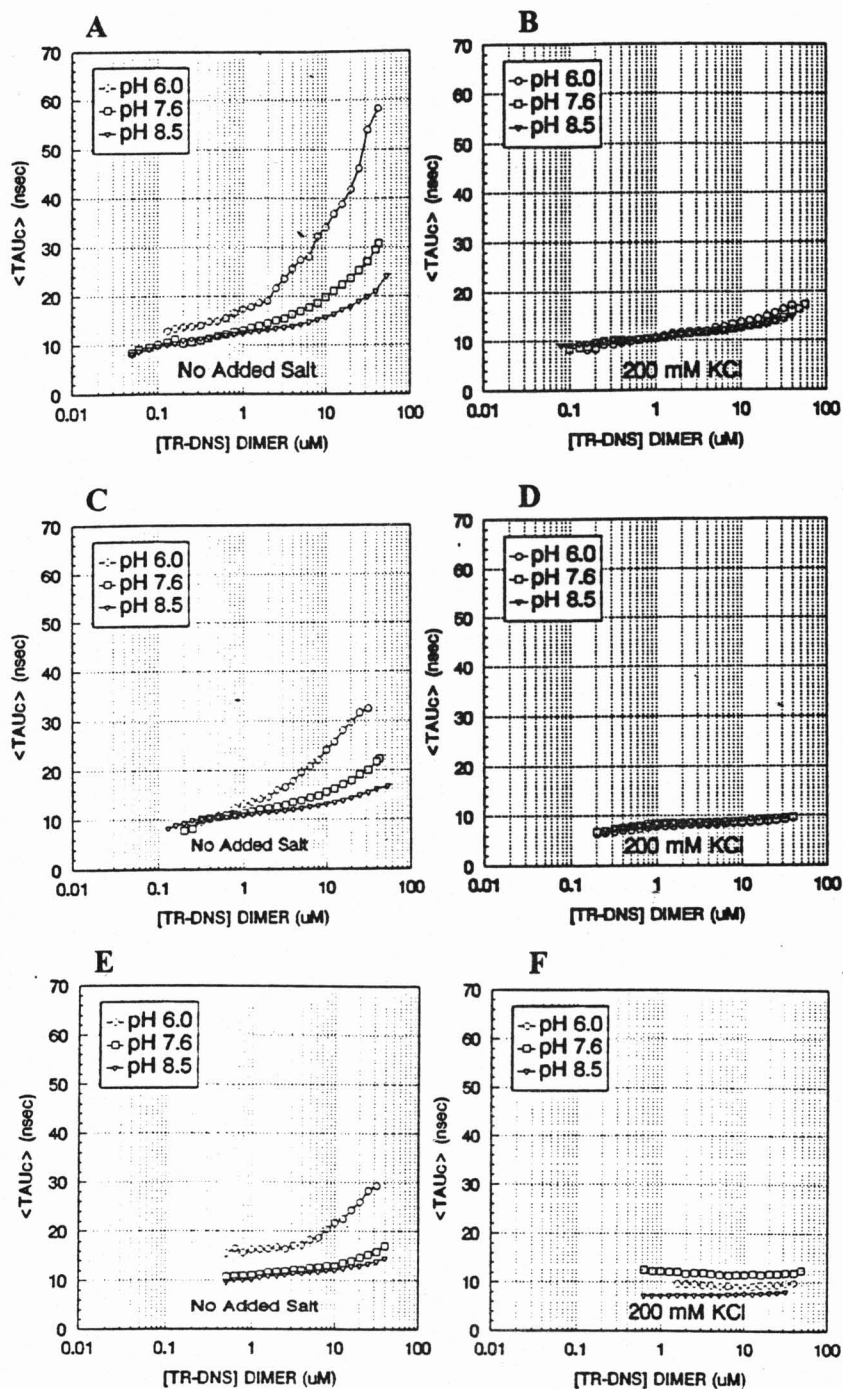 A
70
60
50
40
30
20
10
0
<TAUc> (nsec)
pH 6.0
pH 7.6
pH 8.5
No Added Salt
0.01
0.1
1
10
100
[TR-DNS] DIMER (uM)
B
70
60
50
40
30
20
10
0
<TAUc> (nsec)
pH 6.0
pH 7.6
pH 8.5
200 mM KCl
0.01
0.1
1
10
100
[TR-DNS] DIMER (uM)
C
70
60
50
40
30
20
10
0
<TAUc> (nsec)
pH 6.0
pH 7.6
pH 8.5
No Added Salt
0.01
0.1
1
10
100
[TR-DNS] DIMER (uM)
D
70
60
50
40
30
20
10
0
<TAUc> (nsec)
pH 6.0
pH 7.6
pH 8.5
200 mM KCl
0.01
0.1
1
10
100
[TR-DNS] DIMER (uM)
E
70
60
50
40
30
20
10
0
<TAUc> (nsec)
pH 6.0
pH 7.6
pH 8.5
No Added Salt
0.01
0.1
1
10
100
[TR-DNS] DIMER (uM)
F
70
60
50
40
30
20
10
0
<TAUc> (nsec)
pH 6.0
pH 7.6
pH 8.5
200 mM KCl
0.01
0.1
1
10
100
[TR-DNS] DIMER (uM)